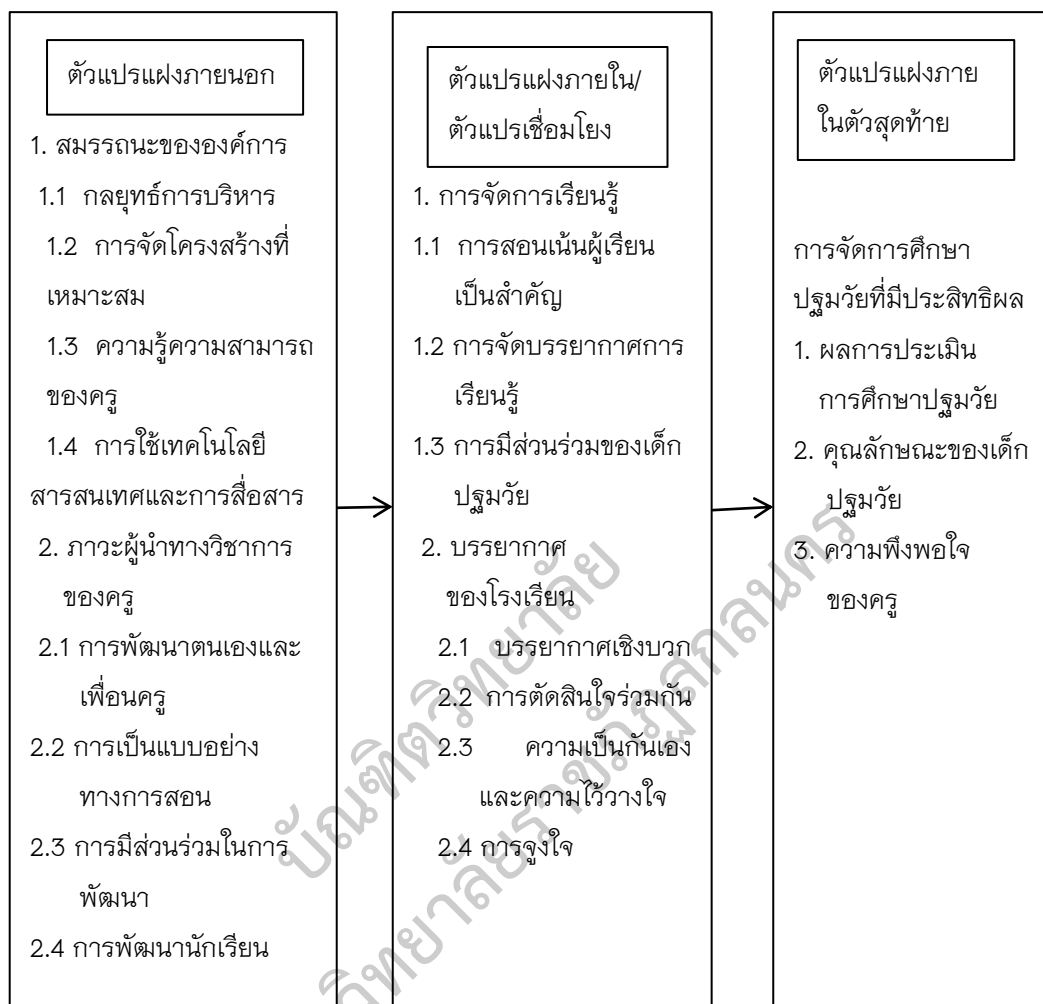 ตัวแปรแฝงภายนอก
1. สมรรถนะขององค์การ
1.1 กลยุทธ์การบริหาร
1.2 การจัดโครงสร้างที่
เหมาะสม
1.3 ความรู้ความสามารถ
ของครู
1.4 การใช้เทคโนโลยี
สารสนเทศและการสื่อสาร
2. ภาวะผู้นำทางวิชาการ
ของครู
2.1 การพัฒนาตนเองและ
เพื่อนครู
2.2 การเป็นแบบอย่าง
ทางการสอน
2.3 การมีส่วนร่วมในการ
พัฒนา
2.4 การพัฒนานักเรียน
ตัวแปรแฝงภายใน/
ตัวแปรเชื่อมโยง
1. การจัดการเรียนรู้
1.1 การสอนเน้นผู้เรียน
เป็นสำคัญ
1.2 การจัดบรรยากาศการ
เรียนรู้
1.3 การมีส่วนร่วมของเด็ก
ปฐมวัย
2. บรรยากาศ
ของโรงเรียน
2.1 บรรยากาศเชิงบวก
2.2 การตัดสินใจร่วมกัน
2.3 ความเป็นกันเอง
และความไว้วางใจ
2.4 การจูงใจ
ตัวแปรแฝงภาย
ในตัวสุดท้าย
การจัดการศึกษา
ปฐมวัยที่มีประสิทธิผล
1. ผลการประเมิน
การศึกษาปฐมวัย
2. คุณลักษณะของเด็ก
ปฐมวัย
3. ความพึงพอใจ
ของครู
บัณฑิตวิทยาลัย
วิทยาลัยราชภัฏสกลนคร